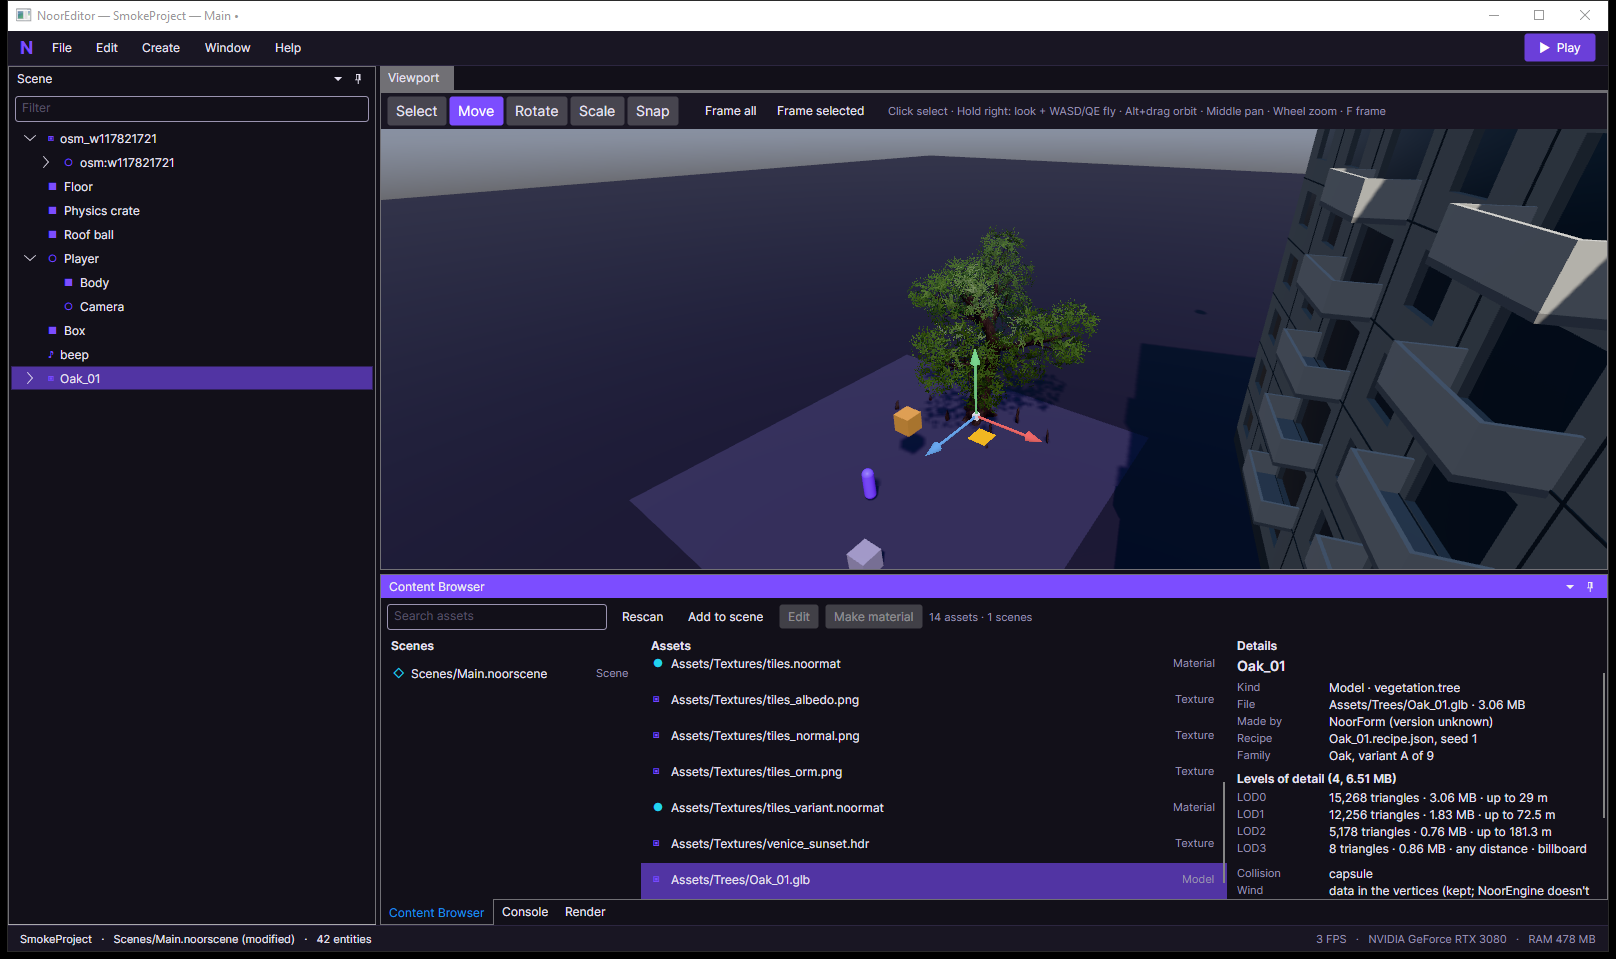 NoorEditor — SmokeProject — Main •
N File Edit Create Window Help
Play
Scene
Filter
osm_w117821721
osm:w117821721
Floor
Physics crate
Roof ball
Player
Body
Camera
Box
beep
Oak_01
Viewport
Select Move Rotate Scale Snap Frame all Frame selected Click select · Hold right: look + WASD/QE fly · Alt+drag orbit · Middle pan · Wheel zoom · F frame
Content Browser
Search assets Rescan Add to scene Edit Make material 14 assets · 1 scenes
Scenes
Scenes/Main.noorscene Scene
Assets
Assets/Textures/tiles.noormat Material
Assets/Textures/tiles_albedo.png Texture
Assets/Textures/tiles_normal.png Texture
Assets/Textures/tiles_orm.png Texture
Assets/Textures/tiles_variant.noormat Material
Assets/Textures/venice_sunset.hdr Texture
Assets/Trees/Oak_01.glb Model
Details
Oak_01
Kind Model · vegetation.tree
File Assets/Trees/Oak_01.glb · 3.06 MB
Made by NoorForm (version unknown)
Recipe Oak_01.recipe.json, seed 1
Family Oak, variant A of 9
Levels of detail (4, 6.51 MB)
LOD0 15,268 triangles · 3.06 MB · up to 29 m
LOD1 12,256 triangles · 1.83 MB · up to 72.5 m
LOD2 5,178 triangles · 0.76 MB · up to 181.3 m
LOD3 8 triangles · 0.86 MB · any distance · billboard
Collision capsule
Wind data in the vertices (kept; NoorEngine doesn't
Content Browser Console Render
SmokeProject · Scenes/Main.noorscene (modified) · 42 entities
3 FPS · NVIDIA GeForce RTX 3080 · RAM 478 MB